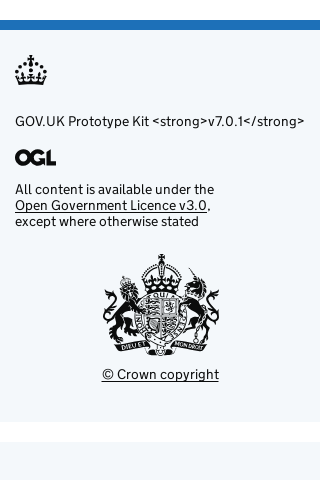 GOV.UK Prototype Kit <strong>v7.0.1</strong>
OGL
All content is available under the
Open Government Licence v3.0,
except where otherwise stated
DIEU ET MON DROIT
© Crown copyright